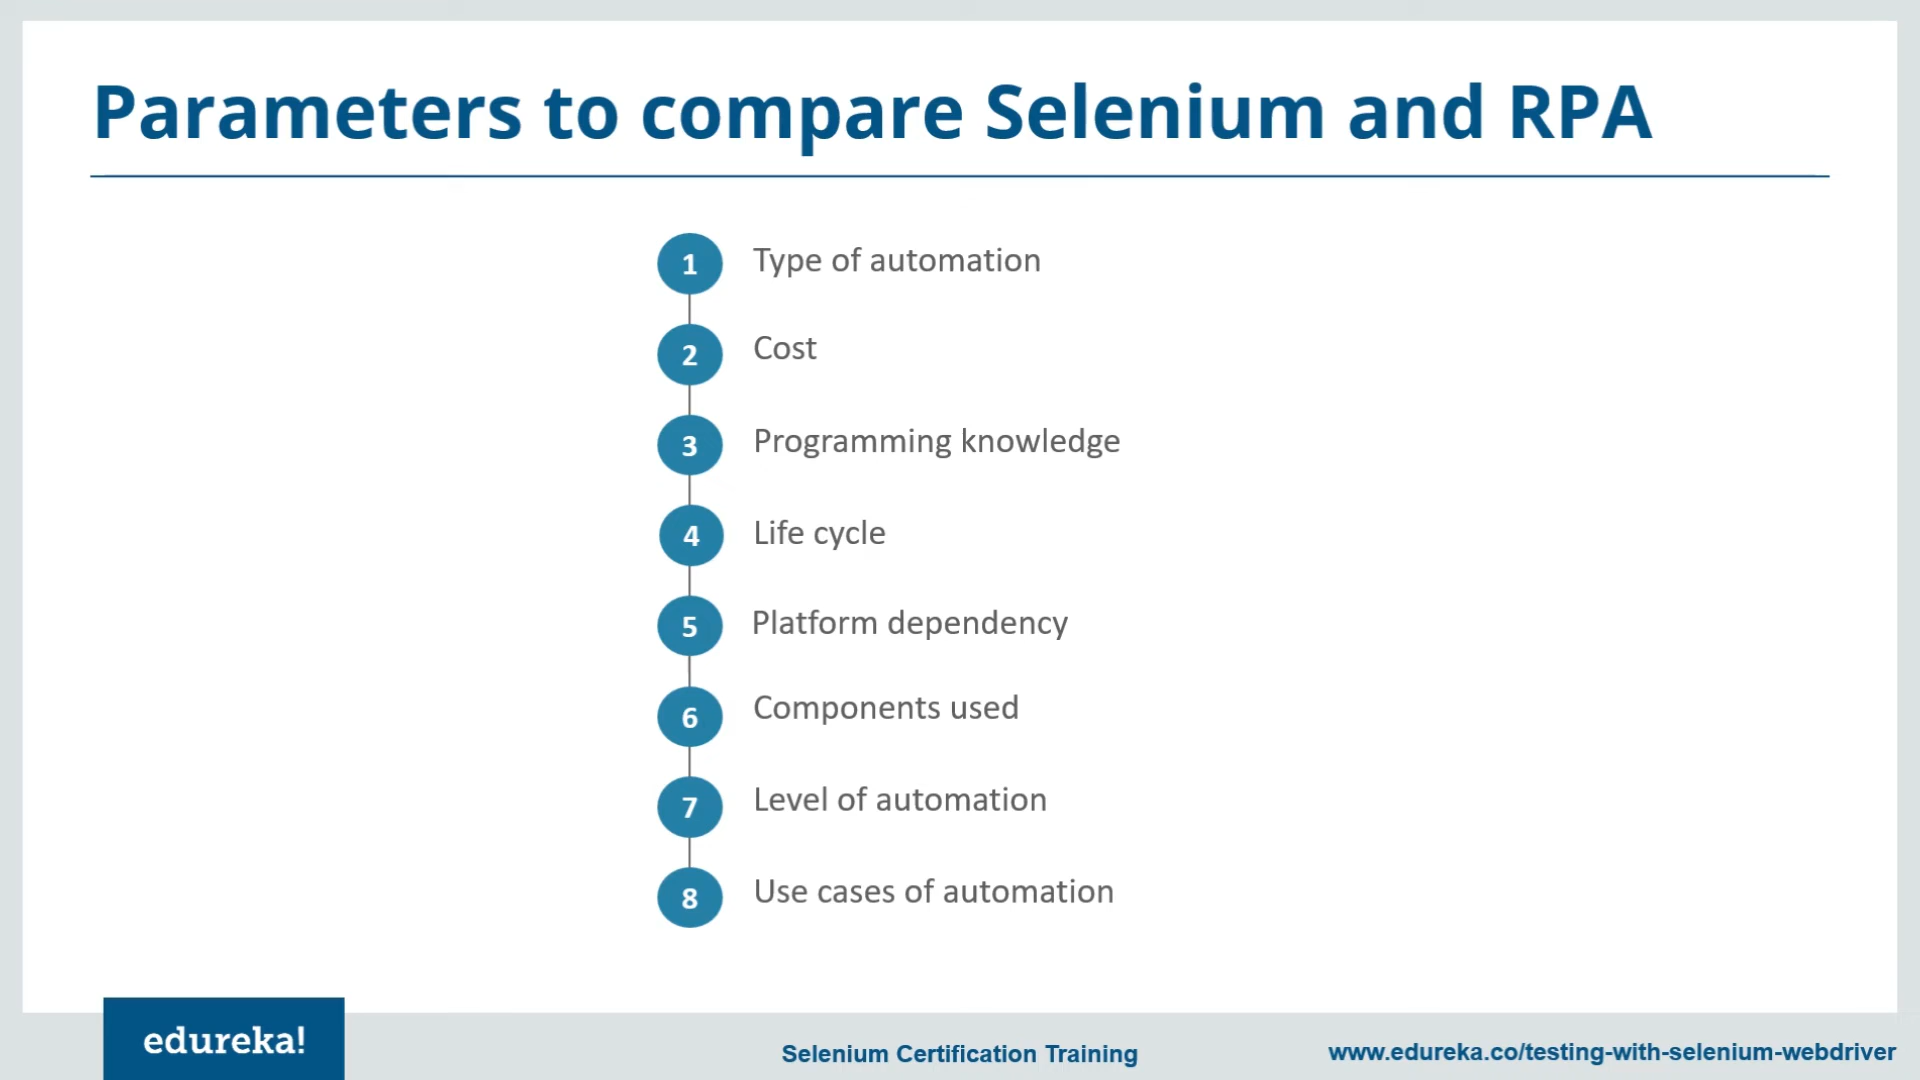 Parameters to compare Selenium and RPA
1 Type of automation
2 Cost
3 Programming knowledge
4 Life cycle
5 Platform dependency
6 Components used
7 Level of automation
8 Use cases of automation
edureka!
Selenium Certification Training
www.edureka.co/testing-with-selenium-webdriver